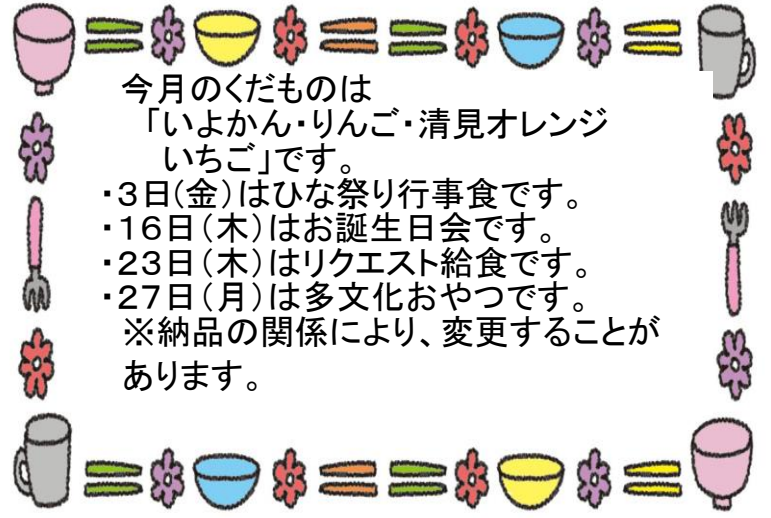 今月のくだものは
「いよかん・りんご・清見オレンジ
いちご」です。
・3日(金)はひな祭り行事食です。
・16日(木)はお誕生日会です。
・23日(木)はリクエスト給食です。
・27日(月)は多文化おやつです。
※納品の関係により、変更することが
あります。